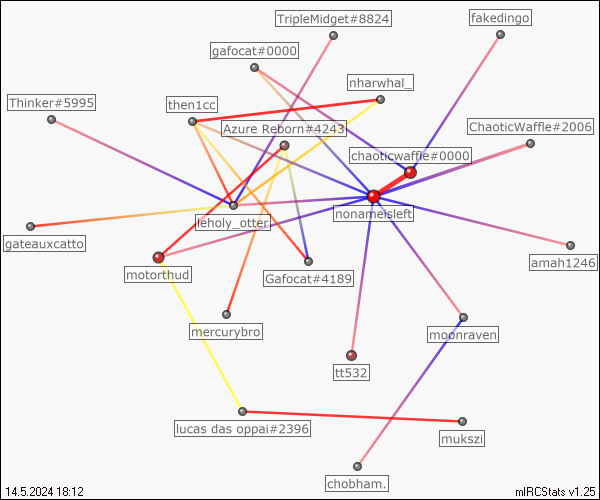 TripleMidget#8824
fakedingo
gafocat#0000
nharwhal_
Thinker#5995
then1cc
Azure Reborn#4243
ChaoticWaffle#2006
chaoticwaffle#0000
nonameisleft
leholy_otter
gateauxcatto
amah1246
motorthud
Gafocat#4189
mercurybro
moonraven
tt532
lucas das oppai#2396
mukszi
chobham.
14.5.2024 18:12
mIRCStats v1.25